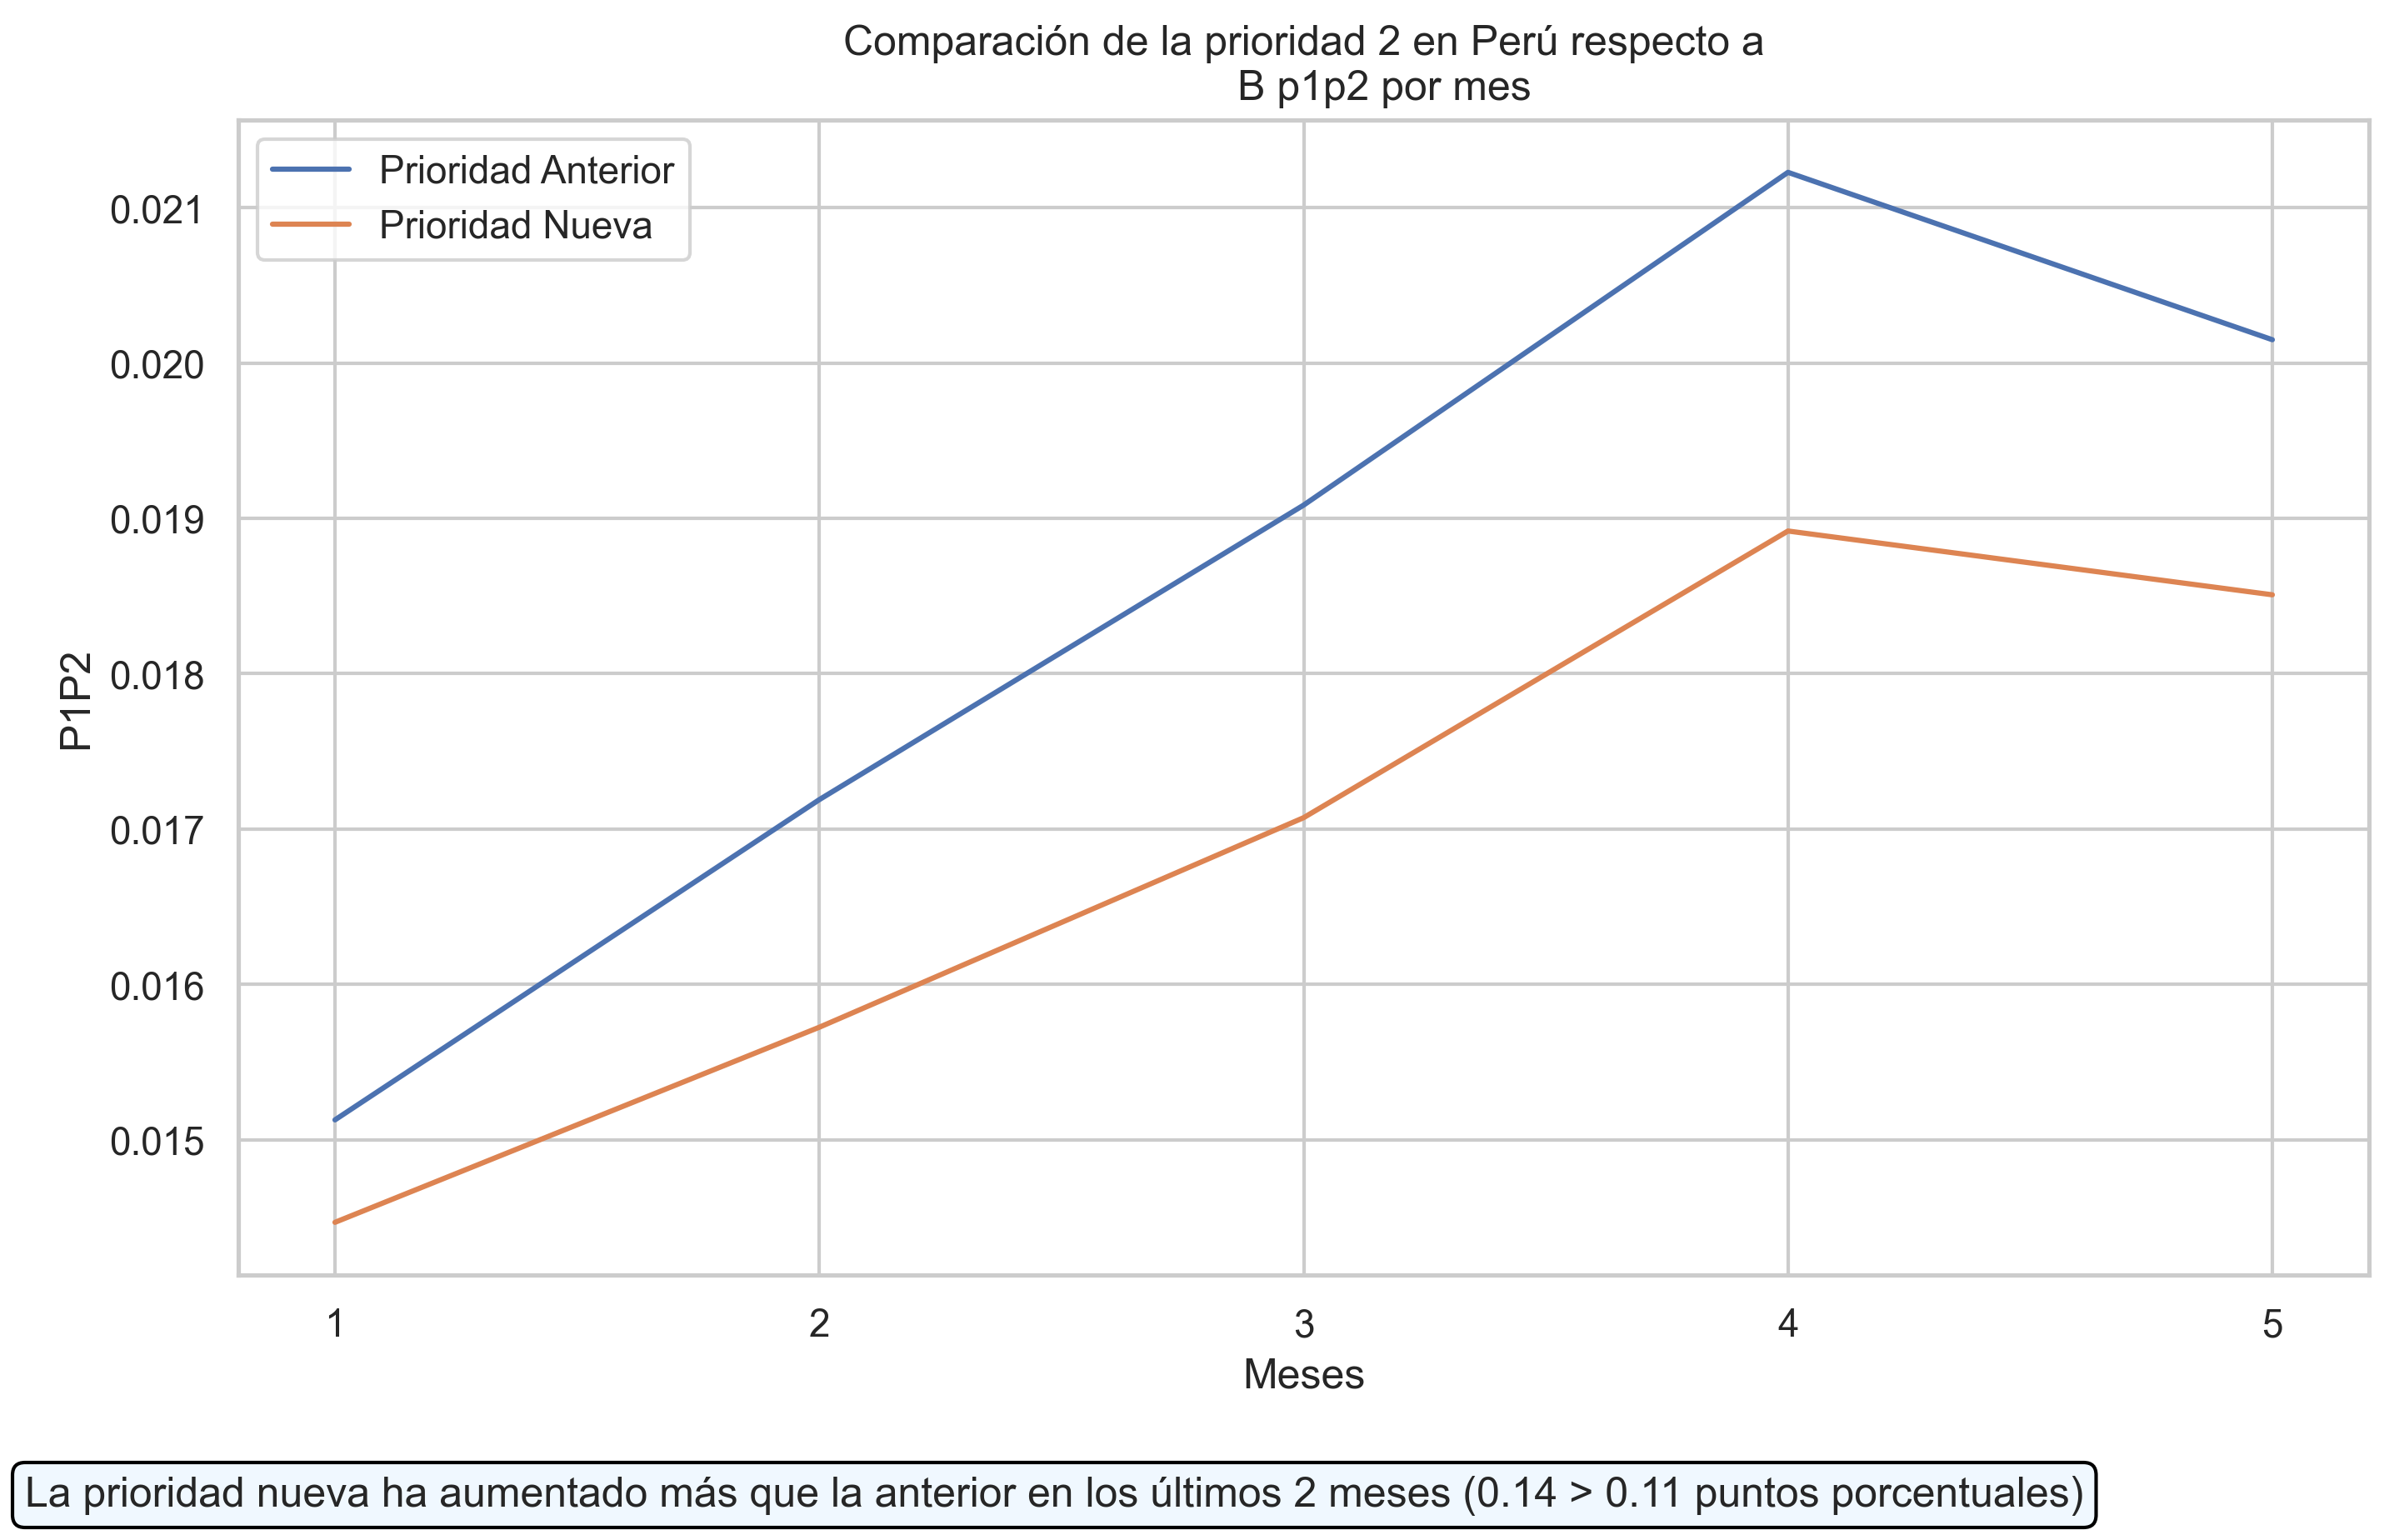 Comparación de la prioridad 2 en Perú respecto a
B p1p2 por mes
Prioridad Anterior
Prioridad Nueva
0.021
0.020
0.019
0.018
0.017
0.016
0.015
P1P2
1 2 3 4 5
Meses
La prioridad nueva ha aumentado más que la anterior en los últimos 2 meses (0.14 > 0.11 puntos porcentuales)